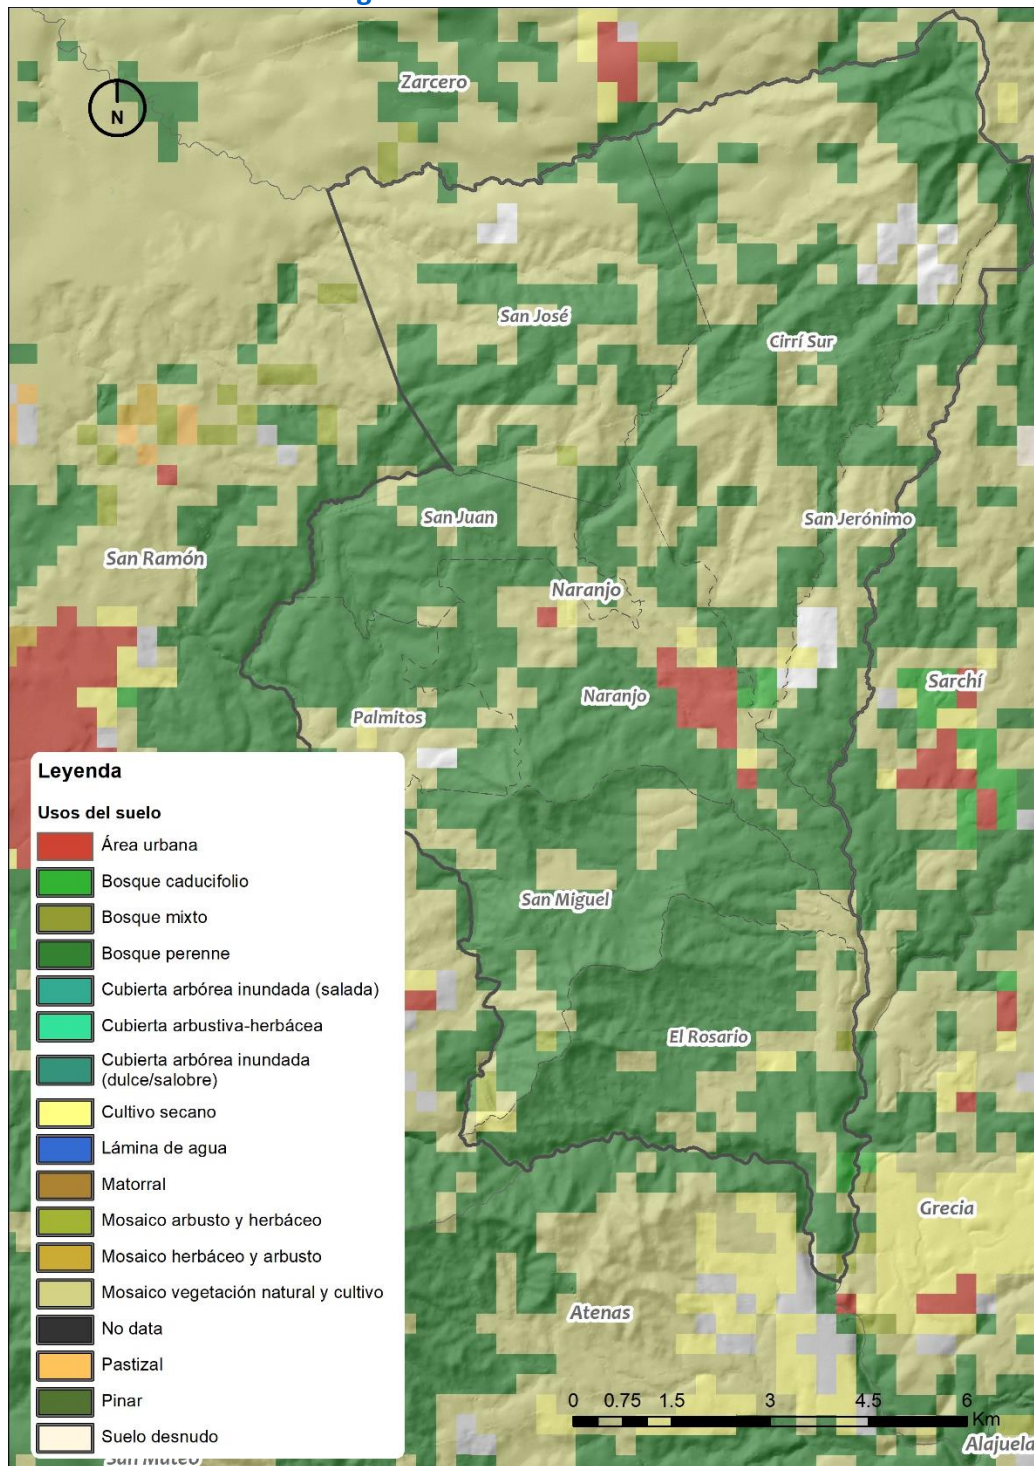 Zarcero
N
San José
Cirrí Sur
San Juan
San Jerónimo
San Ramón
Naranjo
Sarchí
Naranjo
Palmitos
Leyenda
Usos del suelo
Área urbana
Bosque caducifolio
Bosque mixto
Bosque perenne
Cubierta arbórea inundada (salada)
Cubierta arbustiva-herbácea
Cubierta arbórea inundada
(dulce/salobre)
Cultivo secano
Lámina de agua
Matorral
Mosaico arbusto y herbáceo
Mosaico herbáceo y arbusto
Mosaico vegetación natural y cultivo
No data
Pastizal
Pinar
Suelo desnudo
San Miguel
El Rosario
Grecia
Atenas
0 0.75 1.5 3 4.5 6
Km
Alajuela
San Mateo